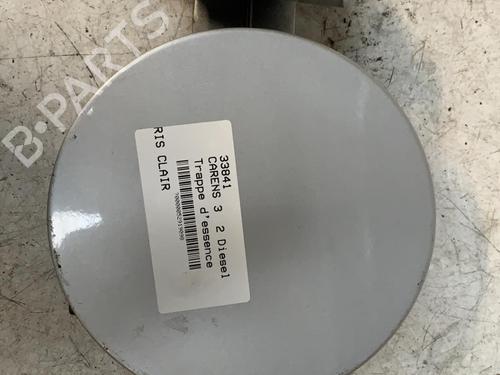 B-PARTS
33841
CARENS 3 2 Diesel
Trappe d'essence
RIS CLAIR